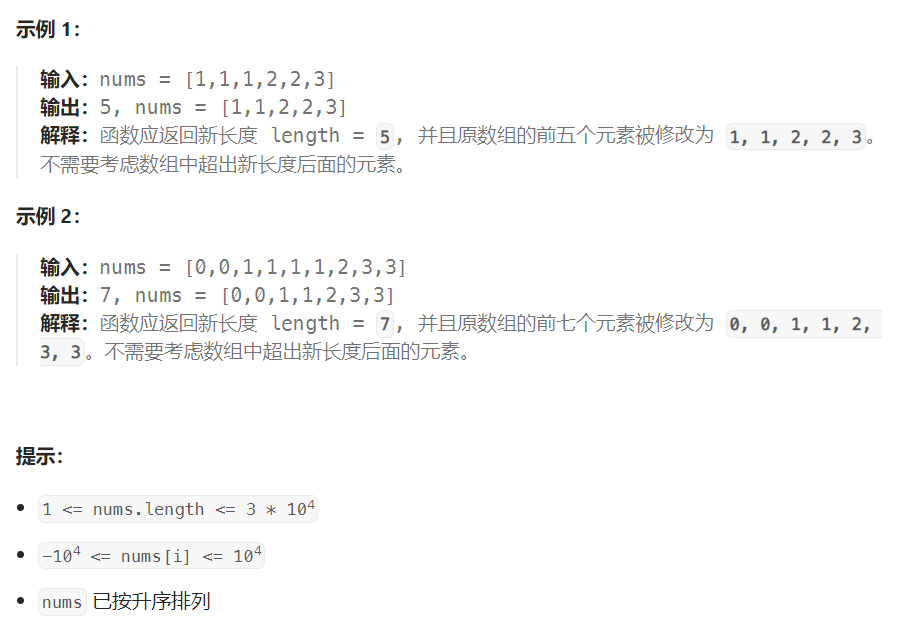 示例 1：
输入：nums = [1,1,1,2,2,3]
输出：5, nums = [1,1,2,2,3]
解释：函数应返回新长度 length = 5, 并且原数组的前五个元素被修改为 1, 1, 2, 2, 3。
不需要考虑数组中超出新长度后面的元素。
示例 2：
输入：nums = [0,0,1,1,1,1,2,3,3]
输出：7, nums = [0,0,1,1,2,3,3]
解释：函数应返回新长度 length = 7, 并且原数组的前七个元素被修改为 0, 0, 1, 1, 2,
3, 3。不需要考虑数组中超出新长度后面的元素。
提示：
• 1 <= nums.length <= 3 * 10⁴
• -10⁴ <= nums[i] <= 10⁴
• nums 已按升序排列